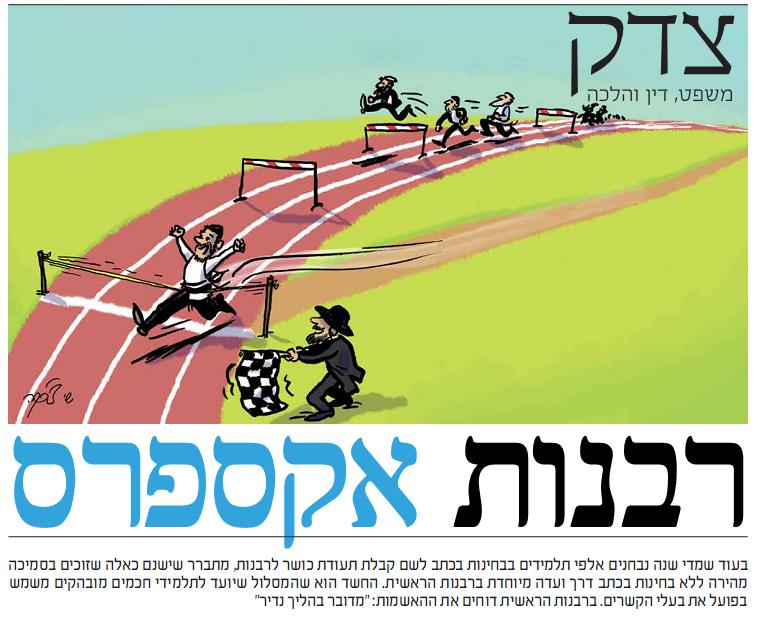 צדק
משפט, דין והלכה
רבנות אקספרס
בעוד שמדי שנה נבחנים אלפי תלמידים בבחינות בכתב לשם קבלת תעודת כושר לרבנות, מתברר שישנם כאלה שזוכים בסמיכה
מהירה ללא בחינות בכתב דרך ועדה מיוחדת ברבנות הראשית. החשד הוא שהמסלול שיועד לתלמידי חכמים מובהקים משמש
בפועל את בעלי הקשרים. ברבנות הראשית דוחים את ההאשמות: "מדובר בהליך נדיר"